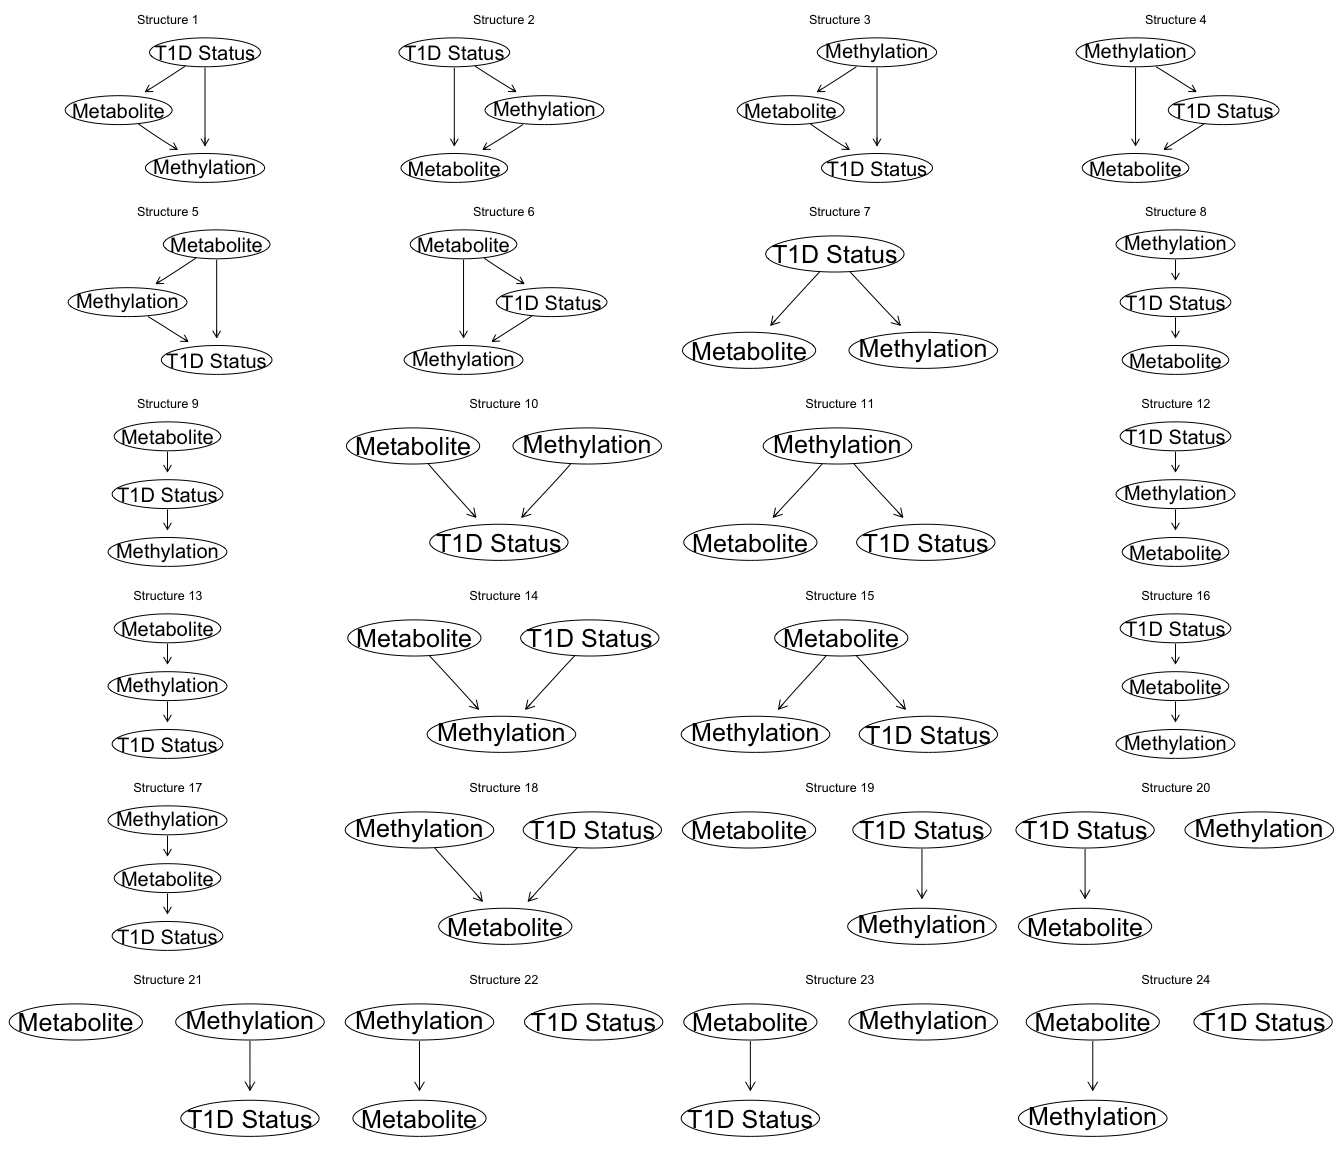 Structure 1
T1D Status
Metabolite
Methylation
Structure 2
T1D Status
Methylation
Metabolite
Structure 3
Methylation
Metabolite
T1D Status
Structure 4
Methylation
T1D Status
Metabolite
Structure 5
Metabolite
Methylation
T1D Status
Structure 6
Metabolite
T1D Status
Methylation
Structure 7
T1D Status
Metabolite
Methylation
Structure 8
Methylation
T1D Status
Metabolite
Structure 9
Metabolite
T1D Status
Methylation
Structure 10
Metabolite
Methylation
T1D Status
Structure 11
Methylation
Metabolite
T1D Status
Structure 12
T1D Status
Methylation
Metabolite
Structure 13
Metabolite
Methylation
T1D Status
Structure 14
Metabolite
T1D Status
Methylation
Structure 15
Metabolite
Methylation
T1D Status
Structure 16
T1D Status
Metabolite
Methylation
Structure 17
Methylation
Metabolite
T1D Status
Structure 18
Methylation
T1D Status
Metabolite
Structure 19
Metabolite
T1D Status
Methylation
Structure 20
T1D Status
Methylation
Metabolite
Structure 21
Metabolite
Methylation
T1D Status
Structure 22
Methylation
T1D Status
Metabolite
Structure 23
Metabolite
Methylation
T1D Status
Structure 24
Metabolite
T1D Status
Methylation